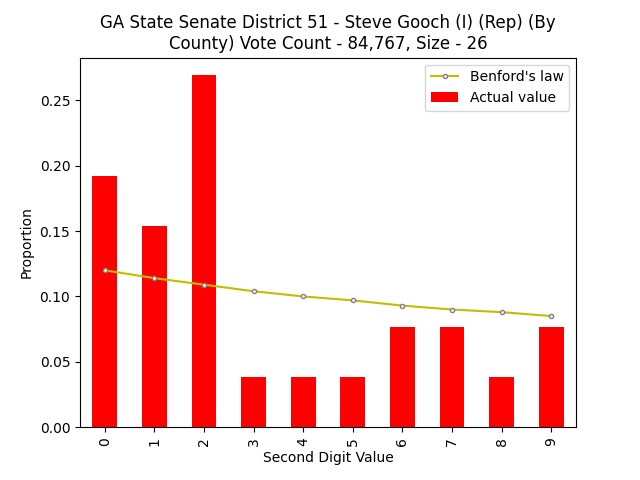 GA State Senate District 51 - Steve Gooch (I) (Rep) (By
County) Vote Count - 84,767, Size - 26
Benford's law
Actual value
Proportion
0.25
0.20
0.15
0.10
0.05
0.00
0 1 2 3 4 5 6 7 8 9
Second Digit Value